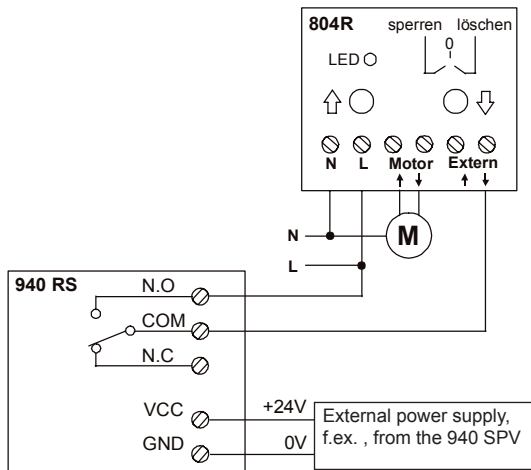 804R
sperren löschen
0
LED
N L Motor Extern
N
M
L
940 RS
N.O
COM
N.C
VCC
+24V
GND
0V
External power supply,
f.ex. , from the 940 SPV